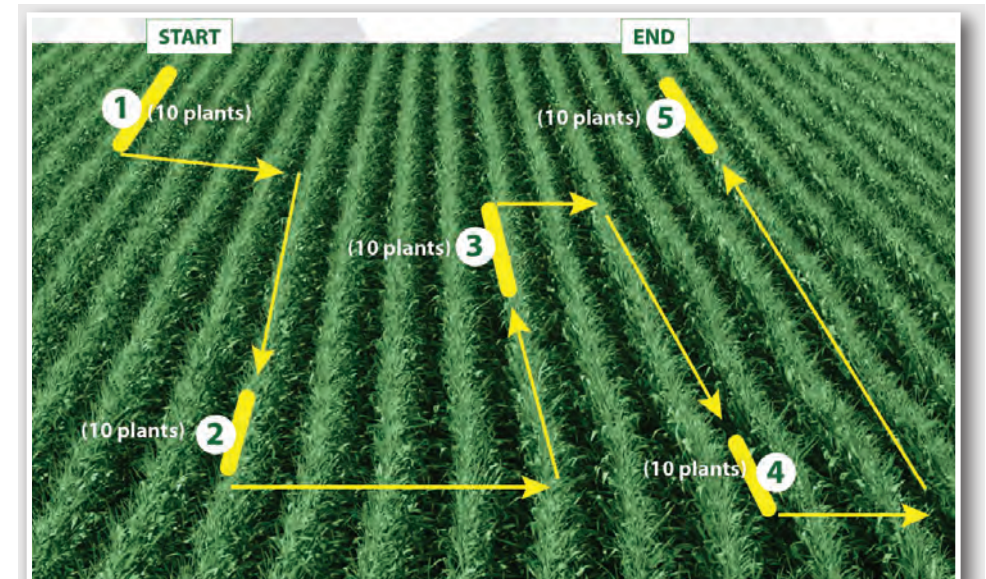 START
END
1 (10 plants)
(10 plants) 5
(10 plants) 3
(10 plants) 2
(10 plants) 4